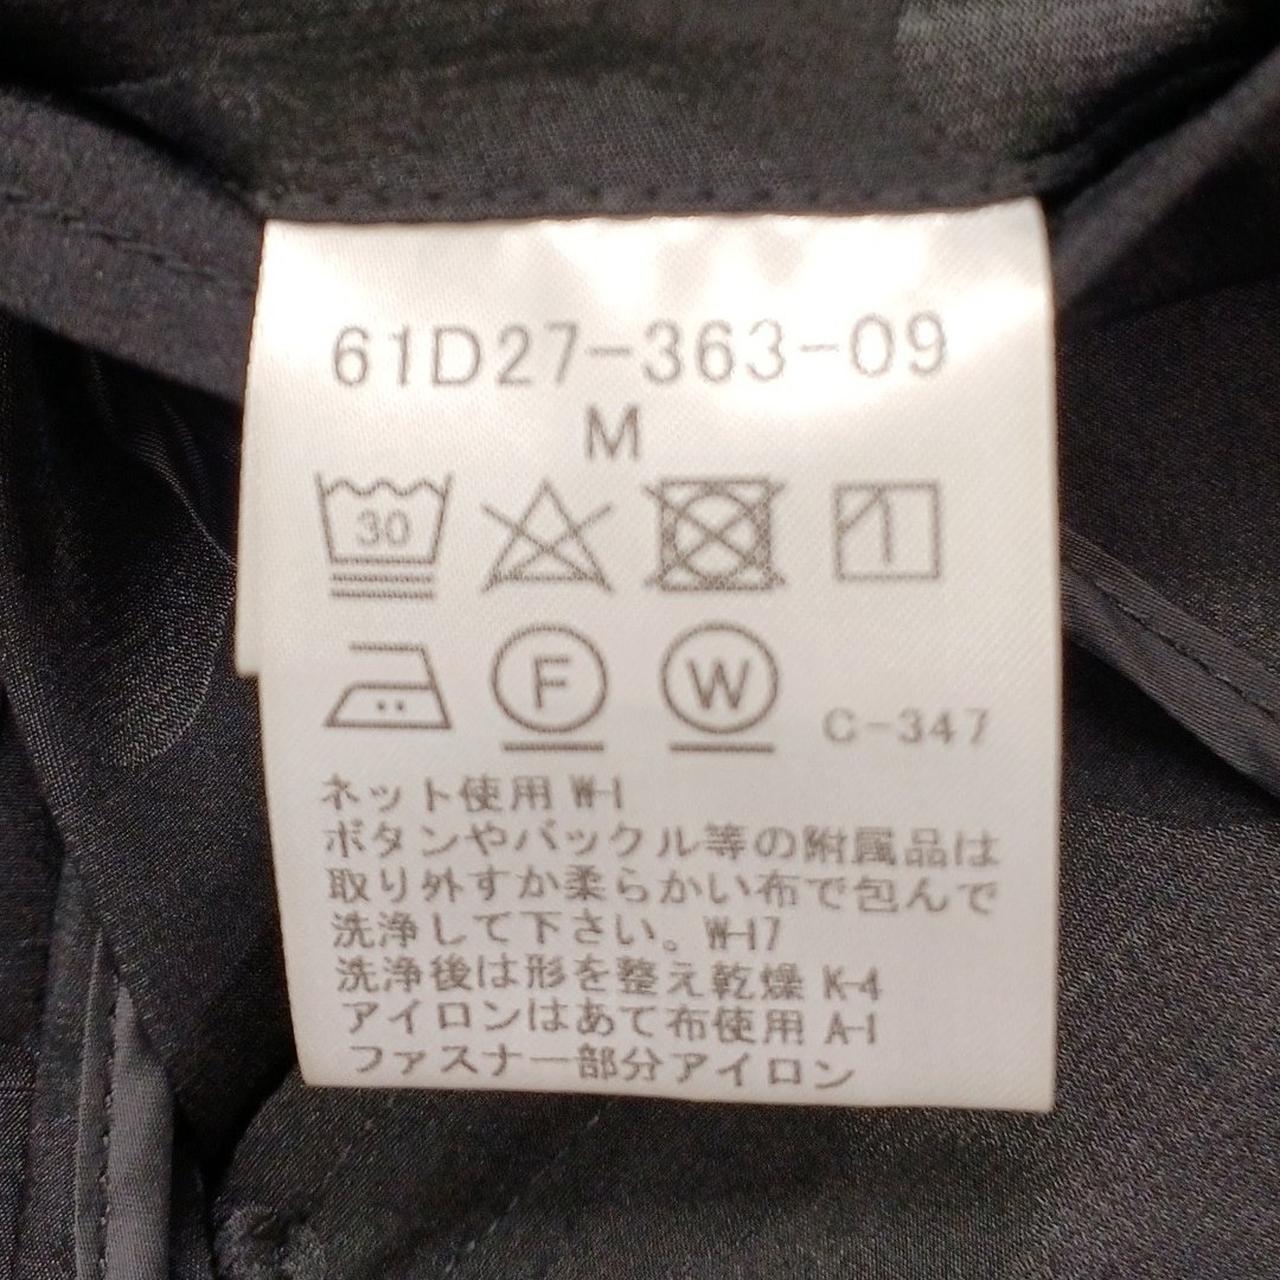 61D27-363-09
M
30
F W C-347
ネット使用 W-1
ボタンやバックル等の附属品は
取り外すか柔らかい布で包んで
洗浄して下さい。W-17
洗浄後は形を整え乾燥 K-4
アイロンはあて布使用 A-1
ファスナー部分アイロン